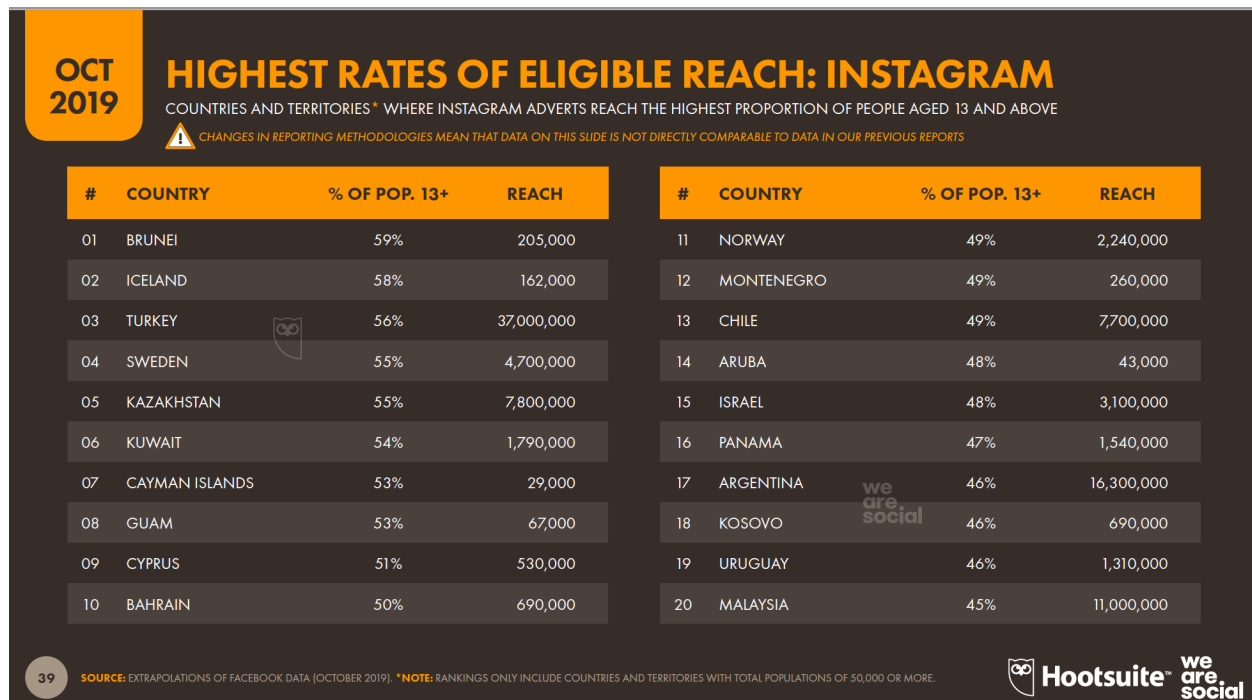 OCT
2019
HIGHEST RATES OF ELIGIBLE REACH: INSTAGRAM
COUNTRIES AND TERRITORIES* WHERE INSTAGRAM ADVERTS REACH THE HIGHEST PROPORTION OF PEOPLE AGED 13 AND ABOVE
! CHANGES IN REPORTING METHODOLOGIES MEAN THAT DATA ON THIS SLIDE IS NOT DIRECTLY COMPARABLE TO DATA IN OUR PREVIOUS REPORTS
# COUNTRY % OF POP. 13+ REACH
01 BRUNEI 59% 205,000
02 ICELAND 58% 162,000
03 TURKEY 56% 37,000,000
04 SWEDEN 55% 4,700,000
05 KAZAKHSTAN 55% 7,800,000
06 KUWAIT 54% 1,790,000
07 CAYMAN ISLANDS 53% 29,000
08 GUAM 53% 67,000
09 CYPRUS 51% 530,000
10 BAHRAIN 50% 690,000
# COUNTRY % OF POP. 13+ REACH
11 NORWAY 49% 2,240,000
12 MONTENEGRO 49% 260,000
13 CHILE 49% 7,700,000
14 ARUBA 48% 43,000
15 ISRAEL 48% 3,100,000
16 PANAMA 47% 1,540,000
17 ARGENTINA 46% 16,300,000
18 KOSOVO 46% 690,000
19 URUGUAY 46% 1,310,000
20 MALAYSIA 45% 11,000,000
we
are.
social
39
SOURCE: EXTRAPOLATIONS OF FACEBOOK DATA (OCTOBER 2019). *NOTE: RANKINGS ONLY INCLUDE COUNTRIES AND TERRITORIES WITH TOTAL POPULATIONS OF 50,000 OR MORE.
Hootsuite™
we
are.
social